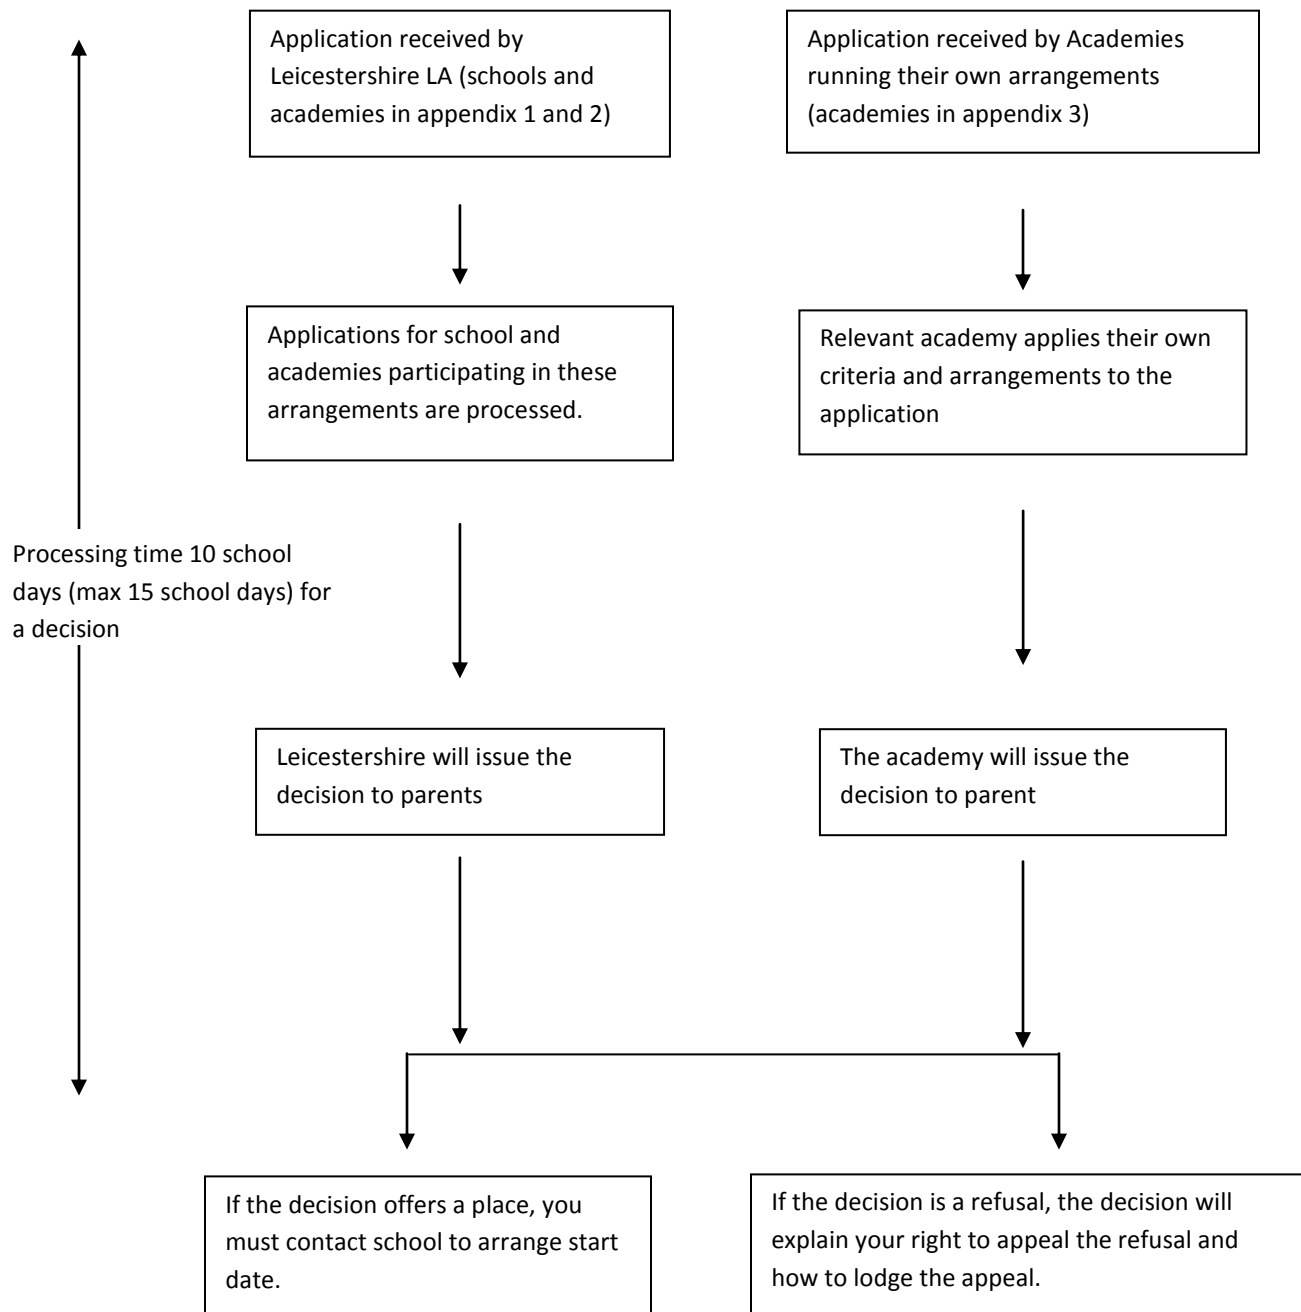 Application received by
Leicestershire LA (schools and
academies in appendix 1 and 2)
Application received by Academies
running their own arrangements
(academies in appendix 3)
Applications for school and
academies participating in these
arrangements are processed.
Relevant academy applies their own
criteria and arrangements to the
application
Processing time 10 school
days (max 15 school days) for
a decision
Leicestershire will issue the
decision to parents
The academy will issue the
decision to parent
If the decision offers a place, you
must contact school to arrange start
date.
If the decision is a refusal, the decision will
explain your right to appeal the refusal and
how to lodge the appeal.